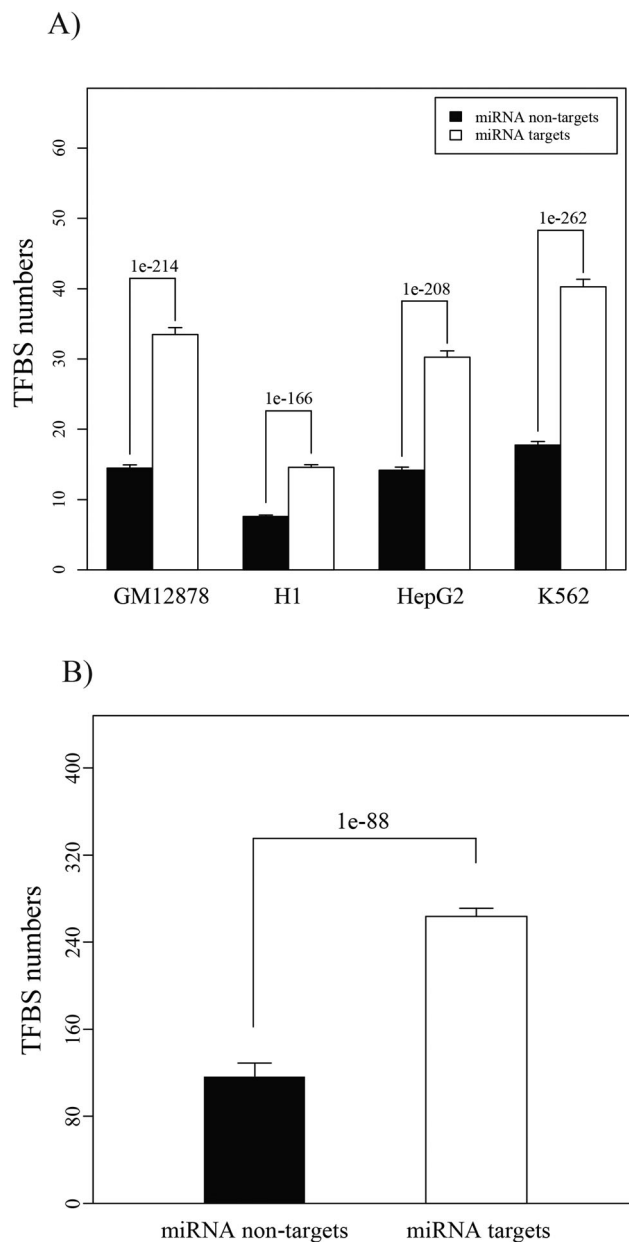 A)
miRNA non-targets
miRNA targets
TFBS numbers
60
50
40
30
20
10
0
1e-214
1e-166
1e-208
1e-262
GM12878 H1 HepG2 K562
B)
TFBS numbers
400
320
240
160
80
0
1e-88
miRNA non-targets miRNA targets